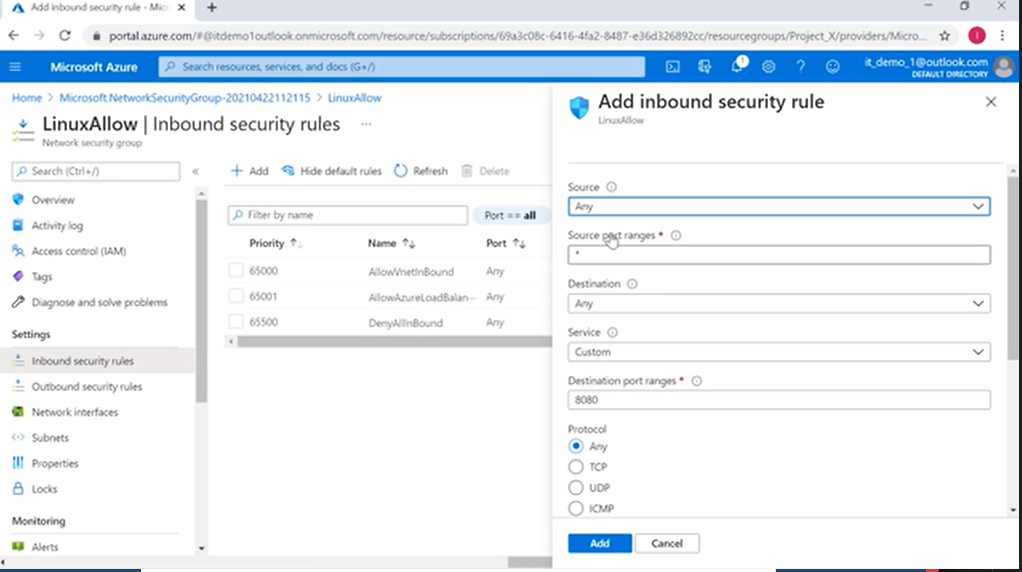 Add inbound security rule - Micr
portal.azure.com/#@itdemo1outlook.onmicrosoft.com/resource/subscriptions/69a3c08c-6416-4fa2-8487-e36d326892cc/resourcegroups/Project_X/providers/Micro...
Microsoft Azure
Search resources, services, and docs (G+/)
1
it_demo_1@outlook.com
DEFAULT DIRECTORY
Home > Microsoft.NetworkSecurityGroup-20210422112115 > LinuxAllow
LinuxAllow | Inbound security rules ...
Network security group
Search (Ctrl+/)
«
Overview
Activity log
Access control (IAM)
Tags
Diagnose and solve problems
Settings
Inbound security rules
Outbound security rules
Network interfaces
Subnets
Properties
Locks
Monitoring
Alerts
+ Add Hide default rules Refresh Delete
Filter by name
Port == all
Priority ↑↓ Name ↑↓ Port ↑↓
65000 AllowVnetInBound Any
65001 AllowAzureLoadBalan... Any
65500 DenyAllInBound Any
Add inbound security rule
LinuxAllow
Source
Any
Source port ranges *
*
Destination
Any
Service
Custom
Destination port ranges *
8080
Protocol
Any
TCP
UDP
ICMP
Add
Cancel